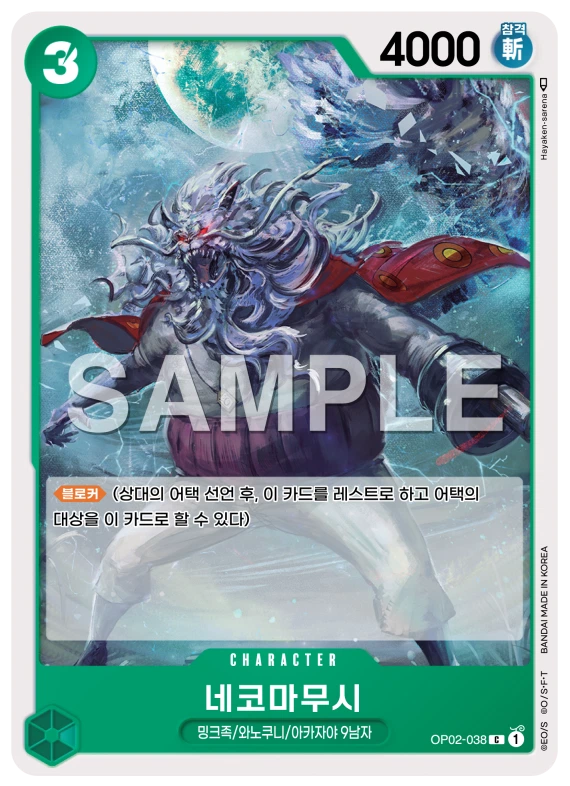 3
4000
참격
斬
Hayaken-sarena
SAMPLE
블로커 (상대의 어택 선언 후, 이 카드를 레스트로 하고 어택의
대상을 이 카드로 할 수 있다)
CHARACTER
네코마무시
밍크족/와노쿠니/아카자야 9남자
OP02-038 C 1
©EO/S ©O/S·F·T BANDAI MADE IN KOREA